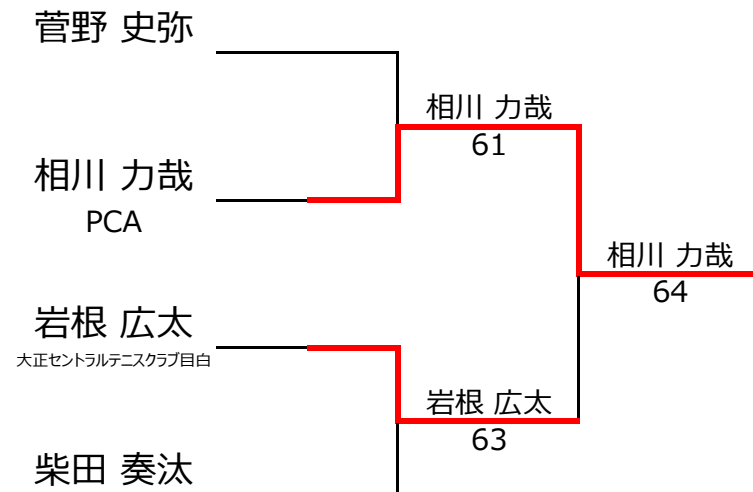 菅野 史弥
相川 力哉
61
相川 力哉
PCA
相川 力哉
64
岩根 広太
大正セントラルテニスクラブ目白
岩根 広太
63
柴田 奏汰